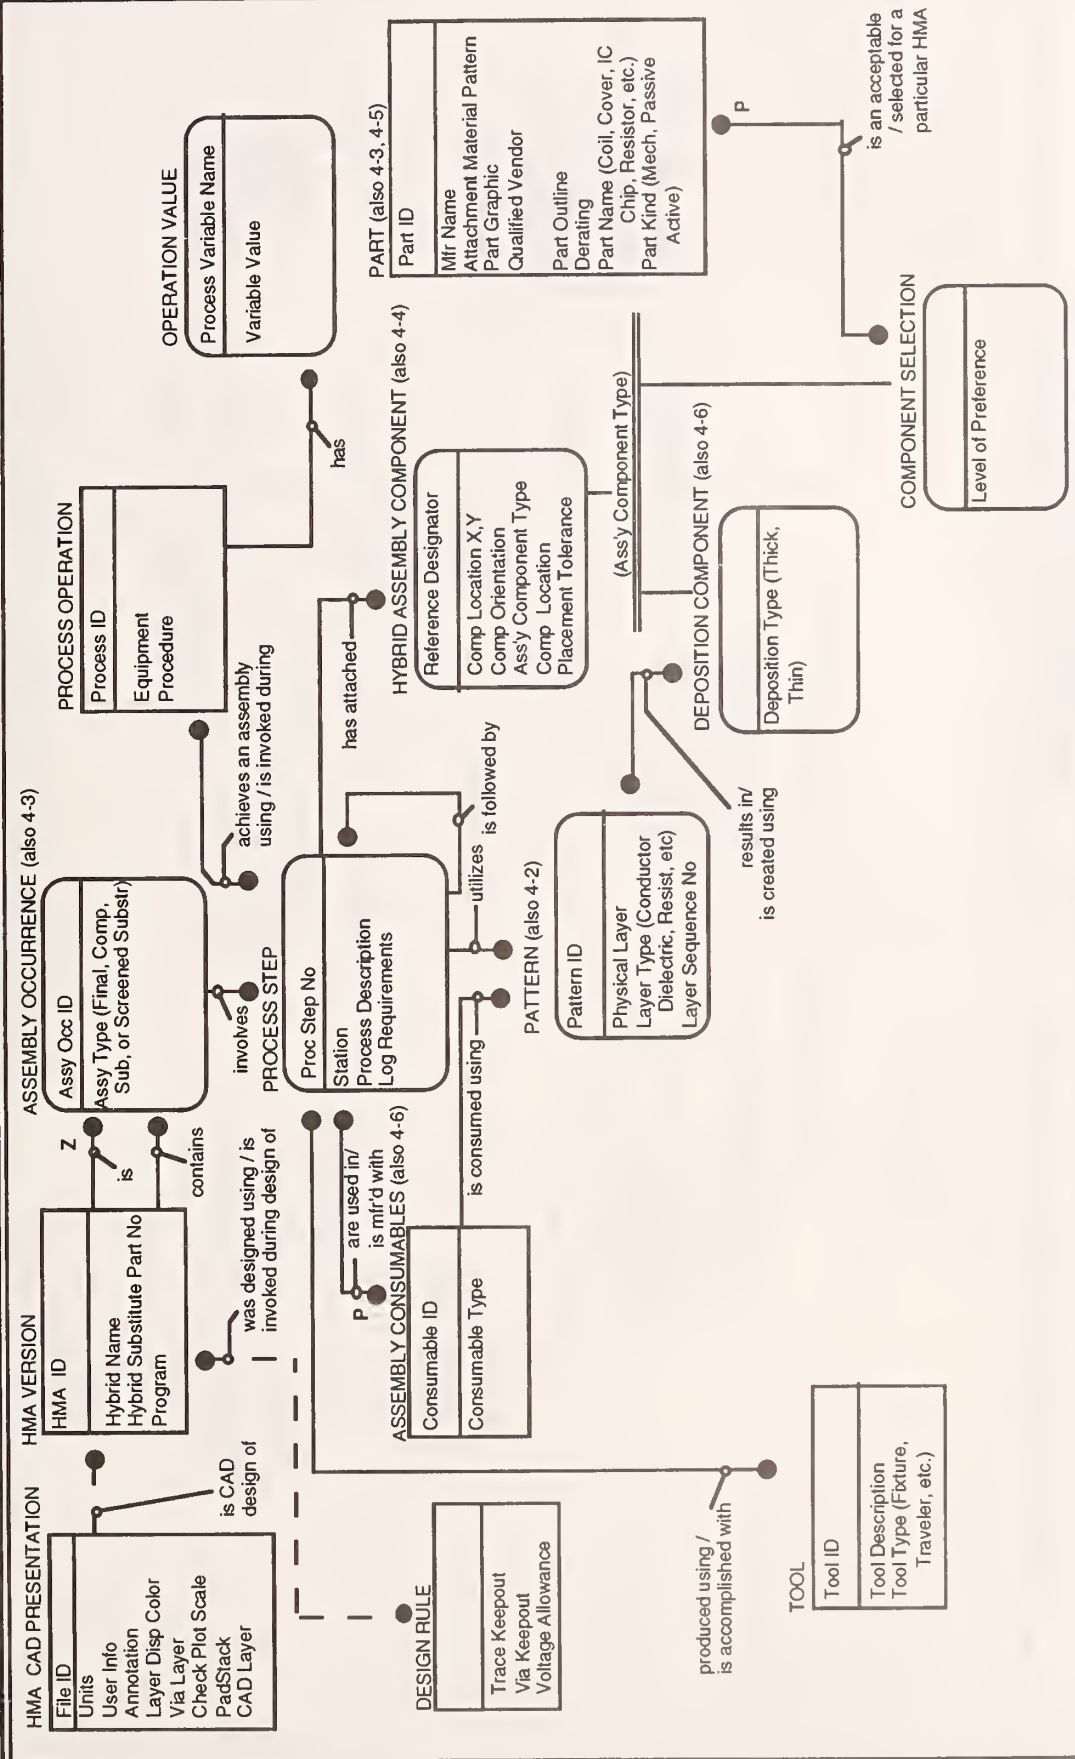 HMA CAD PRESENTATION
File ID
Units
User Info
Annotation
Layer Disp Color
Via Layer
Check Plot Scale
PadStack
CAD Layer
is CAD
design of
HMA VERSION
HMA ID
Hybrid Name
Hybrid Substitute Part No
Program
Z
is
contains
was designed using / is
invoked during design of
ASSEMBLY OCCURRENCE (also 4-3)
Assy Occ ID
Assy Type (Final, Comp,
Sub, or Screened Substr)
involves
achieves an assembly
using / is invoked during
PROCESS OPERATION
Process ID
Equipment
Procedure
has
OPERATION VALUE
Process Variable Name
Variable Value
PROCESS STEP
Proc Step No
Station
Process Description
Log Requirements
has attached
is followed by
utilizes
P
are used in/
is mfr'd with
ASSEMBLY CONSUMABLES (also 4-6)
Consumable ID
Consumable Type
is consumed using
HYBRID ASSEMBLY COMPONENT (also 4-4)
Reference Designator
Comp Location X,Y
Comp Orientation
Ass'y Component Type
Comp Location
Placement Tolerance
PART (also 4-3, 4-5)
Part ID
Mfr Name
Attachment Material Pattern
Part Graphic
Qualified Vendor
Part Outline
Derating
Part Name (Coil, Cover, IC
Chip, Resistor, etc.)
Part Kind (Mech, Passive
Active)
P
is an acceptable
/ selected for a
particular HMA
DESIGN RULE
Trace Keepout
Via Keepout
Voltage Allowance
PATTERN (also 4-2)
Pattern ID
Physical Layer
Layer Type (Conductor
Dielectric, Resist, etc)
Layer Sequence No
results in/
is created using
(Ass'y Component Type)
DEPOSITION COMPONENT (also 4-6)
Deposition Type (Thick,
Thin)
COMPONENT SELECTION
Level of Preference
produced using /
is accomplished with
TOOL
Tool ID
Tool Description
Tool Type (Fixture,
Traveler, etc.)